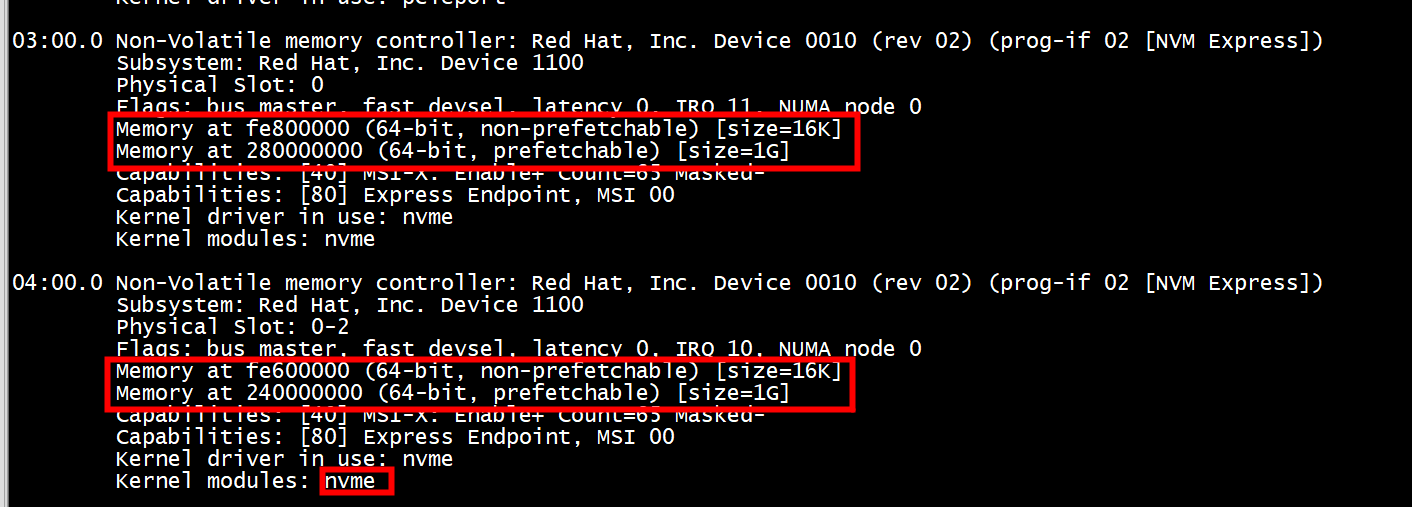 Kernel driver in use: pcieport
03:00.0 Non-Volatile memory controller: Red Hat, Inc. Device 0010 (rev 02) (prog-if 02 [NVM Express])
Subsystem: Red Hat, Inc. Device 1100
Physical Slot: 0
Flags: bus master, fast devsel, latency 0, IRQ 11, NUMA node 0
Memory at fe800000 (64-bit, non-prefetchable) [size=16K]
Memory at 280000000 (64-bit, prefetchable) [size=1G]
Capabilities: [40] MSI-X: Enable+ Count=65 Masked-
Capabilities: [80] Express Endpoint, MSI 00
Kernel driver in use: nvme
Kernel modules: nvme
04:00.0 Non-Volatile memory controller: Red Hat, Inc. Device 0010 (rev 02) (prog-if 02 [NVM Express])
Subsystem: Red Hat, Inc. Device 1100
Physical Slot: 0-2
Flags: bus master, fast devsel, latency 0, IRQ 10, NUMA node 0
Memory at fe600000 (64-bit, non-prefetchable) [size=16K]
Memory at 240000000 (64-bit, prefetchable) [size=1G]
Capabilities: [40] MSI-X: Enable+ Count=65 Masked-
Capabilities: [80] Express Endpoint, MSI 00
Kernel driver in use: nvme
Kernel modules: nvme